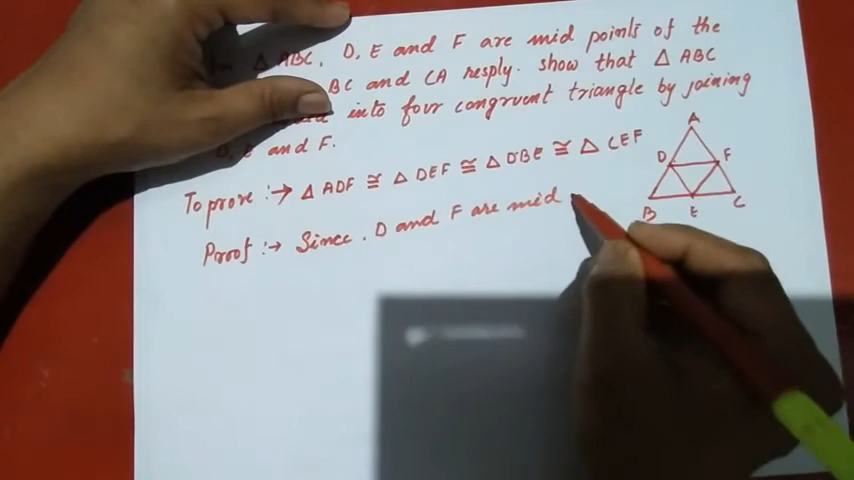 △ ABC, D, E and F are mid points of the
BC and CA resply. show that △ ABC
into four congruent triangle by joining
and F.
To prove :→ △ ADF ≅ △ DEF ≅ △ DBE ≅ △ CEF
Proof :→ Since. D and F are mid
A
D F
B E C